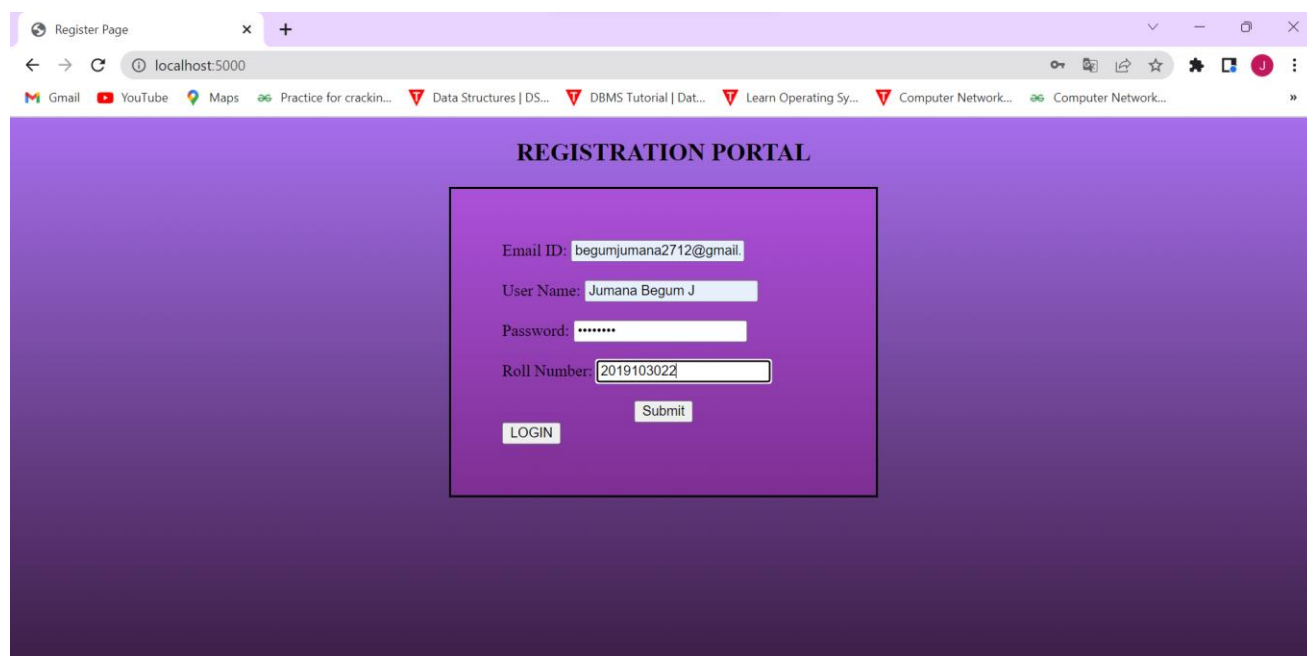 Register Page
localhost:5000
Gmail YouTube Maps Practice for crackin... Data Structures | DS... DBMS Tutorial | Dat... Learn Operating Sy... Computer Network... Computer Network... »
J
REGISTRATION PORTAL
Email ID: begumjumana2712@gmail.
User Name: Jumana Begum J
Password: ••••••••
Roll Number: 2019103022
Submit
LOGIN